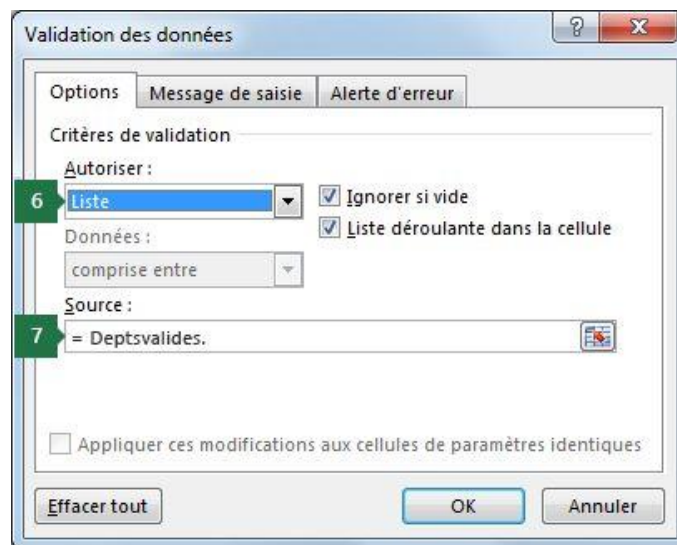 Validation des données
Options Message de saisie Alerte d'erreur
Critères de validation
Autoriser :
6 Liste Ignorer si vide
Données : Liste déroulante dans la cellule
comprise entre
Source :
7 = Deptsvalides.
Appliquer ces modifications aux cellules de paramètres identiques
Effacer tout OK Annuler